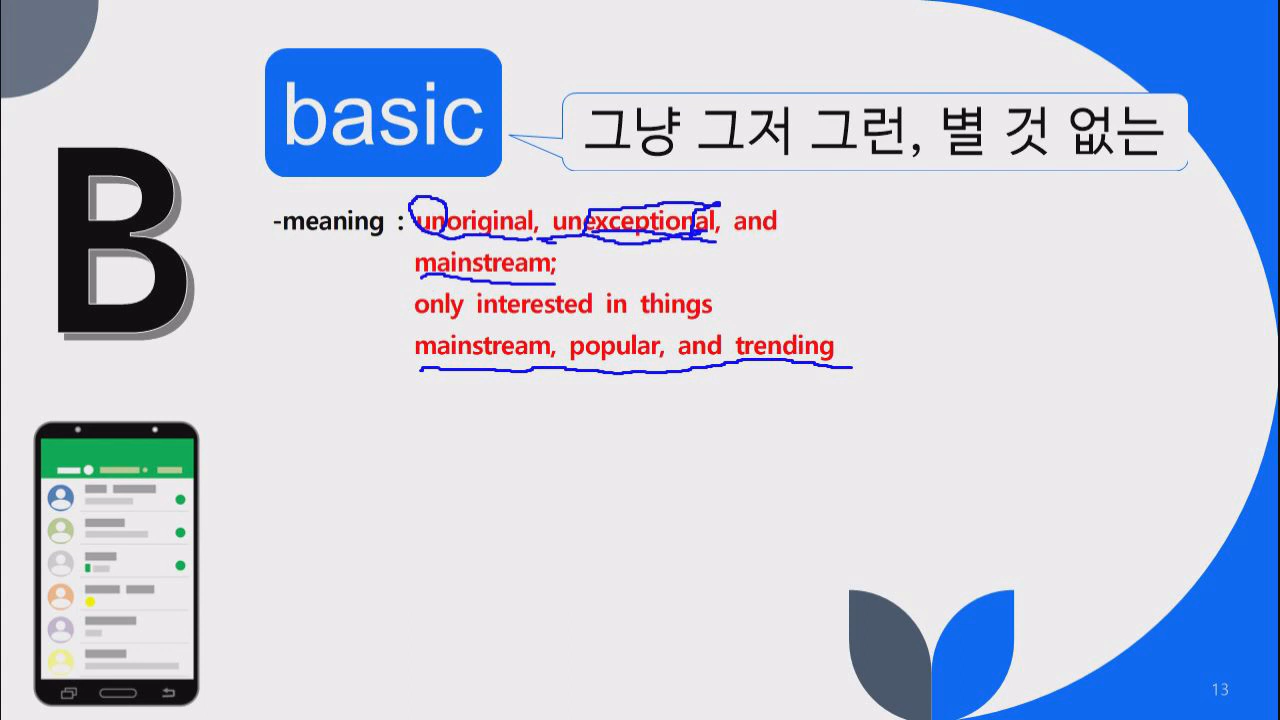 B
basic
그냥 그저 그런, 별 것 없는
-meaning : unoriginal, unexceptional, and
mainstream;
only interested in things
mainstream, popular, and trending
13